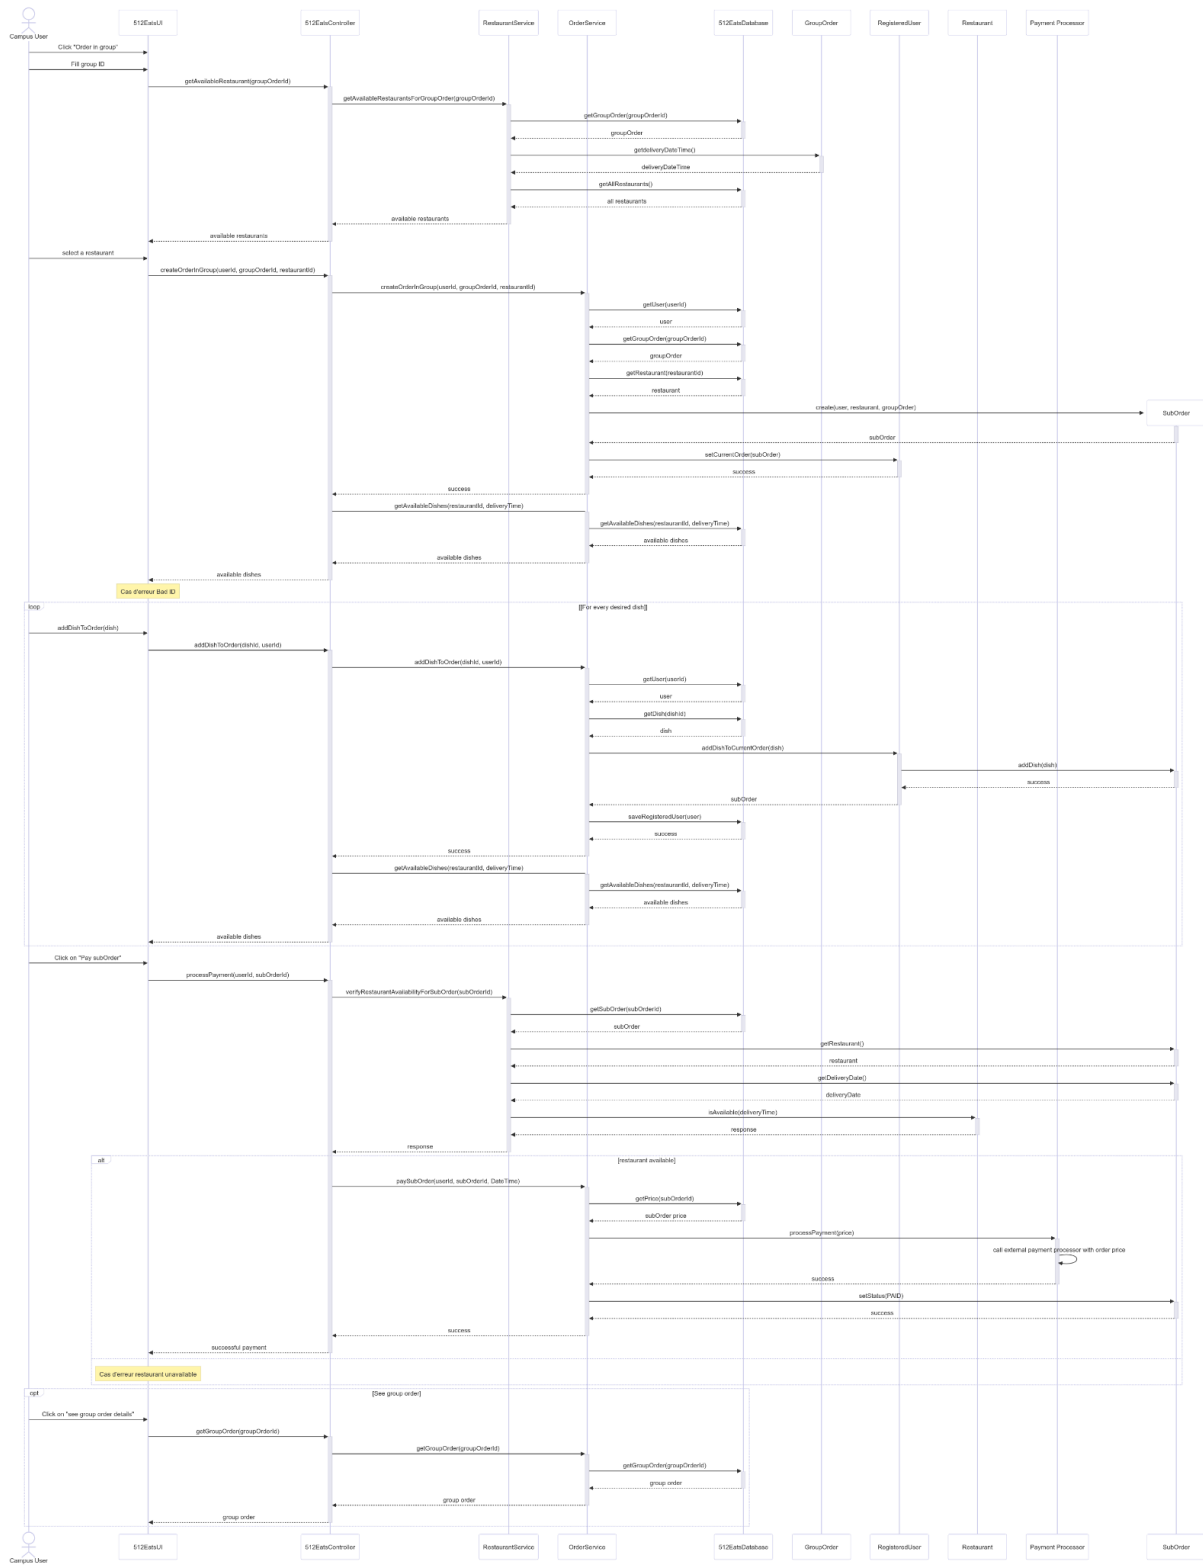 Campus User
512EatsUI
512EatsController
RestaurantService
OrderService
512EatsDatabase
GroupOrder
RegisteredUser
Restaurant
Payment Processor
Click "Order in group"
Fill group ID
getAvailableRestaurant(groupOrderId)
getAvailableRestaurantsForGroupOrder(groupOrderId)
getGroupOrder(groupOrderId)
groupOrder
getdeliveryDateTime()
deliveryDateTime
getAllRestaurants()
all restaurants
available restaurants
available restaurants
select a restaurant
createOrderInGroup(userId, groupOrderId, restaurantId)
createOrderInGroup(userId, groupOrderId, restaurantId)
getUser(userId)
user
getGroupOrder(groupOrderId)
groupOrder
getRestaurant(restaurantId)
restaurant
create(user, restaurant, groupOrder)
SubOrder
subOrder
setCurrentOrder(subOrder)
success
success
getAvailableDishes(restaurantId, deliveryTime)
getAvailableDishes(restaurantId, deliveryTime)
available dishes
available dishes
available dishes
Cas d'erreur Bad ID
loop
[[For every desired dish]]
addDishToOrder(dish)
addDishToOrder(dishId, userId)
addDishToOrder(dishId, userId)
getUser(userId)
user
getDish(dishId)
dish
addDishToCurrentOrder(dish)
addDish(dish)
success
subOrder
saveRegisteredUser(user)
success
success
getAvailableDishes(restaurantId, deliveryTime)
getAvailableDishes(restaurantId, deliveryTime)
available dishes
available dishes
available dishes
Click on "Pay subOrder"
processPayment(userId, subOrderId)
verifyRestaurantAvailabilityForSubOrder(subOrderId)
getSubOrder(subOrderId)
subOrder
getRestaurant()
restaurant
getDeliveryDate()
deliveryDate
isAvailable(deliveryTime)
response
response
alt
[restaurant available]
paySubOrder(userId, subOrderId, DateTime)
getPrice(subOrderId)
subOrder price
processPayment(price)
call external payment processor with order price
success
setStatus(PAID)
success
success
successful payment
Cas d'erreur restaurant unavailable
opt
[See group order]
Click on "see group order details"
getGroupOrder(groupOrderId)
getGroupOrder(groupOrderId)
getGroupOrder(groupOrderId)
group order
group order
group order
Campus User
512EatsUI
512EatsController
RestaurantService
OrderService
512EatsDatabase
GroupOrder
RegisteredUser
Restaurant
Payment Processor
SubOrder